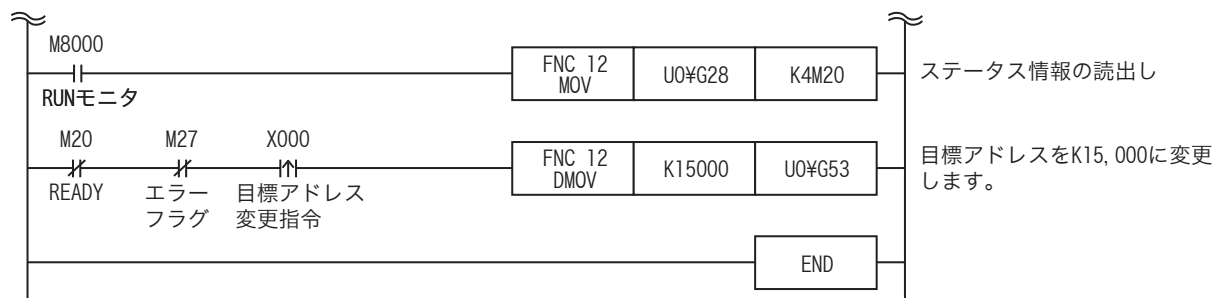 M8000
RUNモニタ
FNC 12
MOV
U0¥G28
K4M20
ステータス情報の読出し
M20
READY
M27
エラー
フラグ
X000
目標アドレス
変更指令
FNC 12
DMOV
K15000
U0¥G53
目標アドレスをK15,000に変更
します。
END